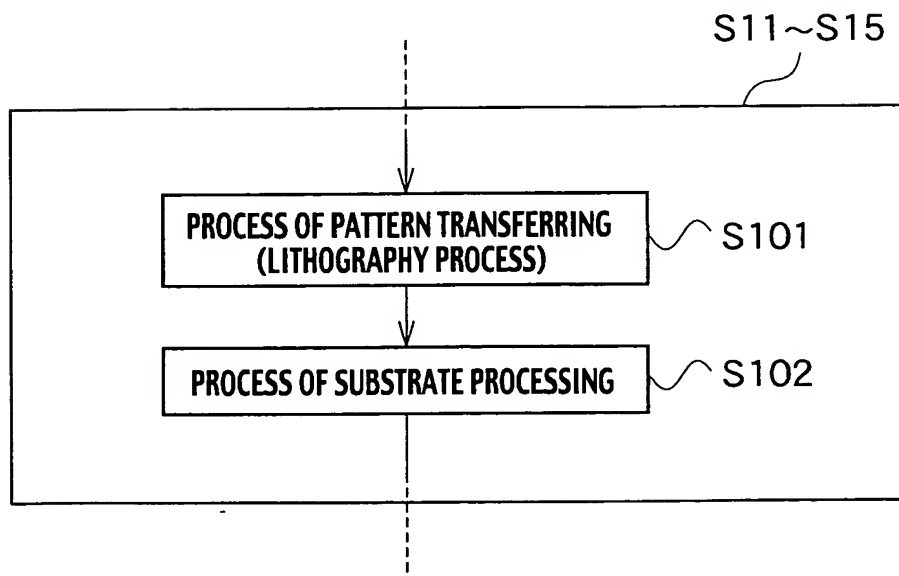 S11～S15
PROCESS OF PATTERN TRANSFERRING
(LITHOGRAPHY PROCESS)
S101
PROCESS OF SUBSTRATE PROCESSING
S102